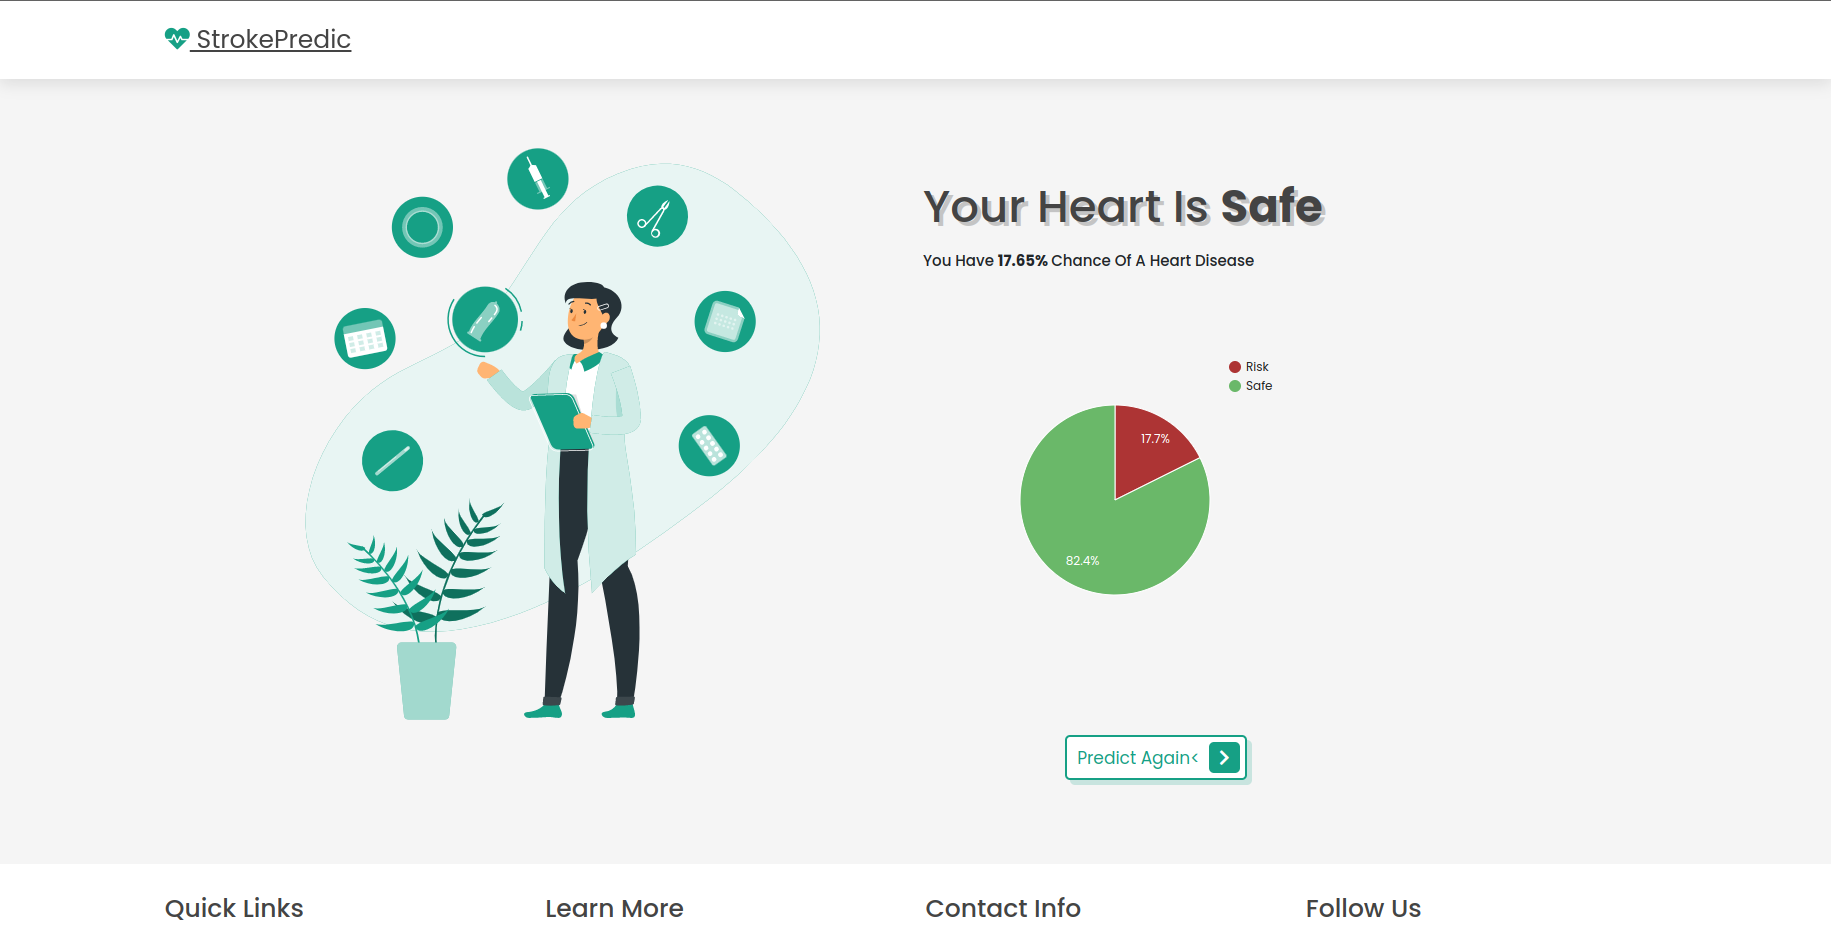 StrokePredic
Your Heart Is Safe
You Have 17.65% Chance Of A Heart Disease
Risk
Safe
17.7%
82.4%
Predict Again<
Quick Links
Learn More
Contact Info
Follow Us